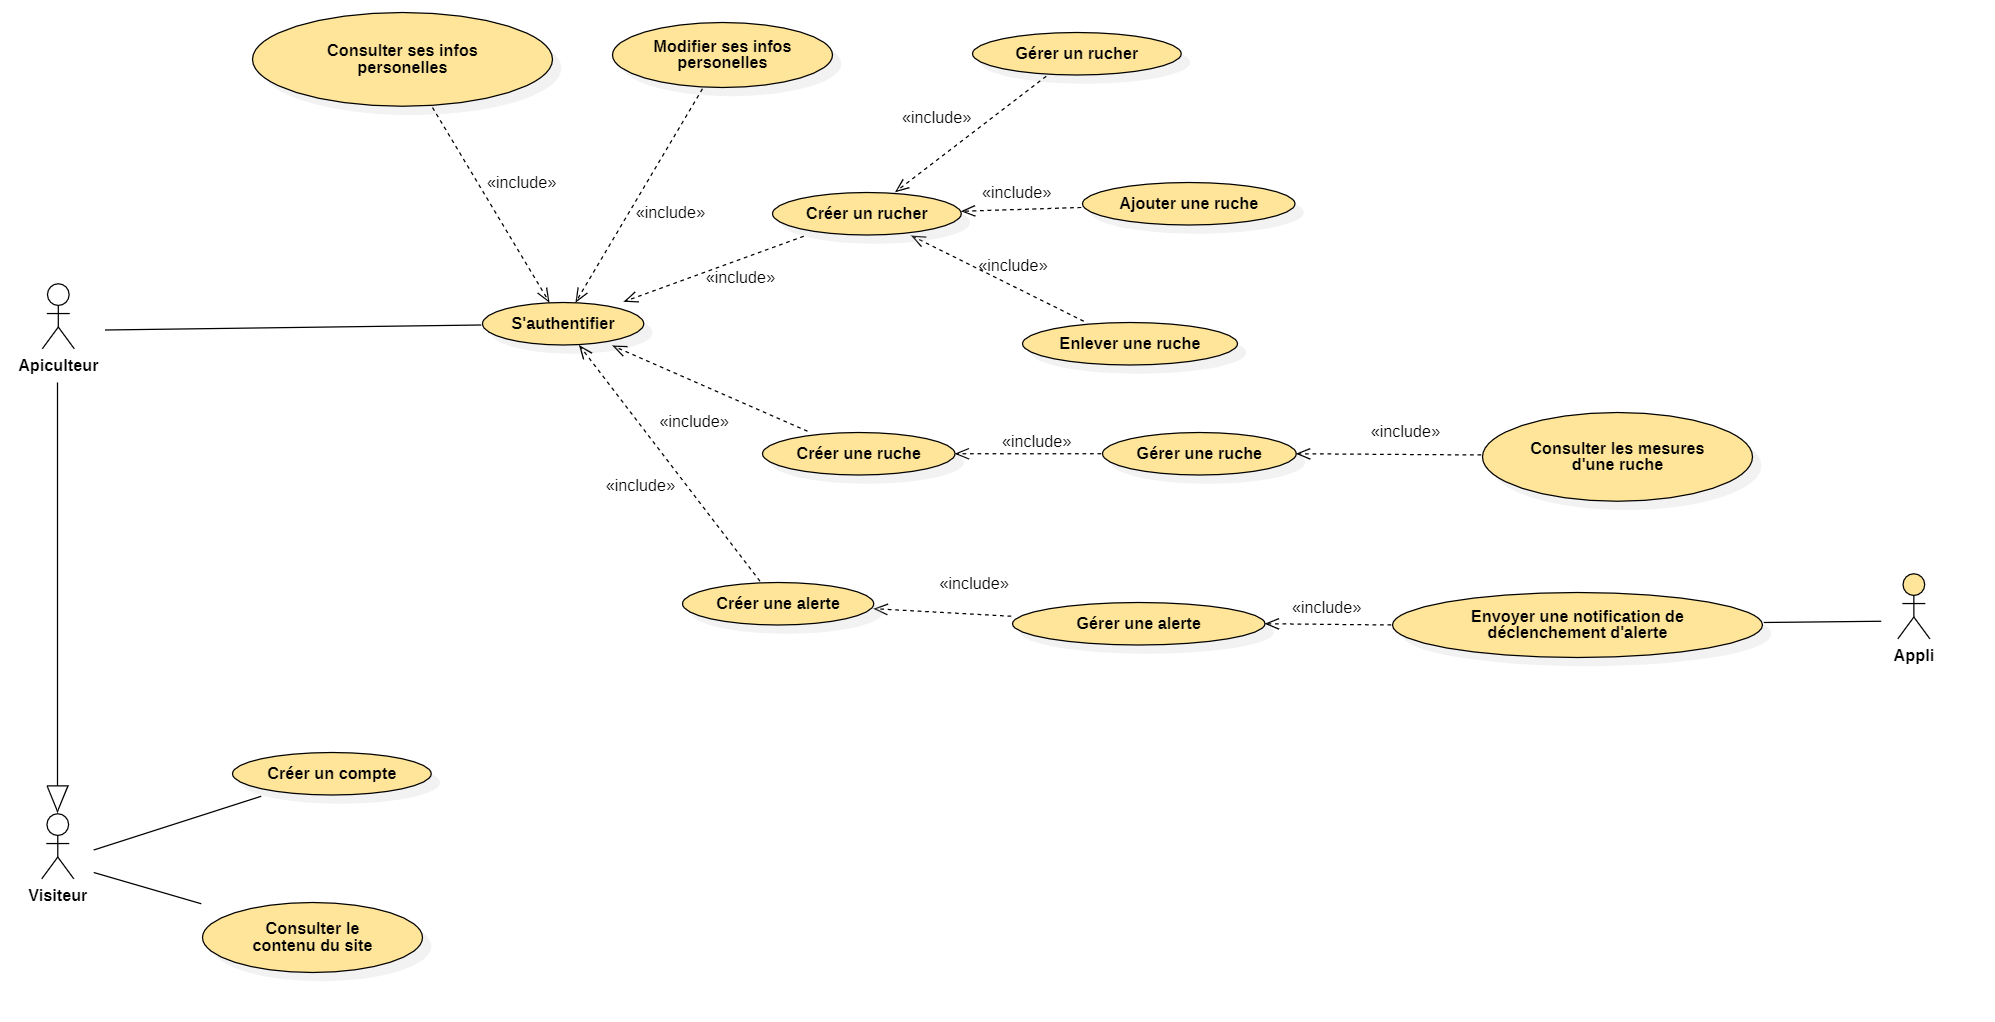 Consulter ses infos
personelles
Modifier ses infos
personelles
Gérer un rucher
«include»
«include»
«include»
Créer un rucher
«include»
Ajouter une ruche
«include»
«include»
S'authentifier
Enlever une ruche
Apiculteur
«include»
Créer une ruche
«include»
Gérer une ruche
«include»
Consulter les mesures
d'une ruche
«include»
Créer une alerte
«include»
Gérer une alerte
«include»
Envoyer une notification de
déclenchement d'alerte
Appli
Créer un compte
Visiteur
Consulter le
contenu du site